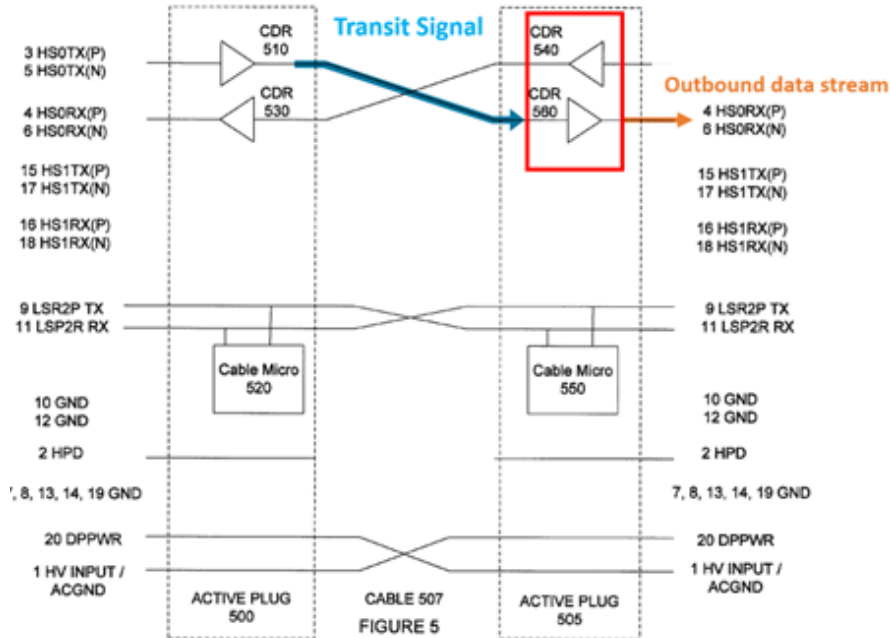 Transit Signal
CDR
510
CDR
540
3 HS0TX(P)
5 HS0TX(N)
CDR
530
CDR
560
Outbound data stream
4 HS0RX(P)
6 HS0RX(N)
4 HS0RX(P)
6 HS0RX(N)
15 HS1TX(P)
17 HS1TX(N)
15 HS1TX(P)
17 HS1TX(N)
16 HS1RX(P)
18 HS1RX(N)
16 HS1RX(P)
18 HS1RX(N)
9 LSR2P TX
11 LSP2R RX
9 LSR2P TX
11 LSP2R RX
Cable Micro
520
Cable Micro
550
10 GND
12 GND
10 GND
12 GND
2 HPD
2 HPD
, 8, 13, 14, 19 GND
7, 8, 13, 14, 19 GND
20 DPPWR
20 DPPWR
1 HV INPUT /
ACGND
1 HV INPUT /
ACGND
ACTIVE PLUG
500
CABLE 507
ACTIVE PLUG
505
FIGURE 5